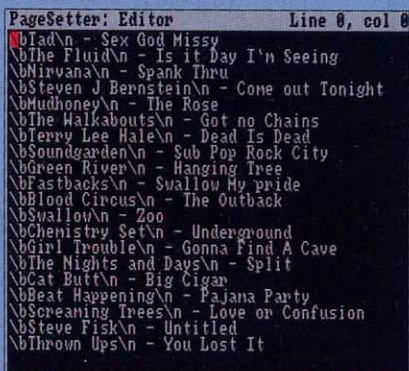 PageSetter: Editor Line 0, col 0
\bTad\n - Sex God Missy
\bThe Fluid\n - Is it Day I'm Seeing
\bNirvana\n - Spank Thru
\bSteven J Bernstein\n - Come out Tonight
\bMudhoney\n - The Rose
\bThe Walkabouts\n - Got no Chains
\bTerry Lee Hale\n - Dead Is Dead
\bSoundgarden\n - Sub Pop Rock City
\bGreen River\n - Hanging Tree
\bFastbacks\n - Swallow My pride
\bBlood Circus\n - The Outback
\bSwallow\n - Zoo
\bChemistry Set\n - Underground
\bGirl Trouble\n - Gonna Find A Cave
\bThe Nights and Days\n - Split
\bCat Butt\n - Big Cigar
\bBeat Happening\n - Pajama Party
\bScreaming Trees\n - Love or Confusion
\bSteve Fisk\n - Untitled
\bThrown Ups\n - You Lost It